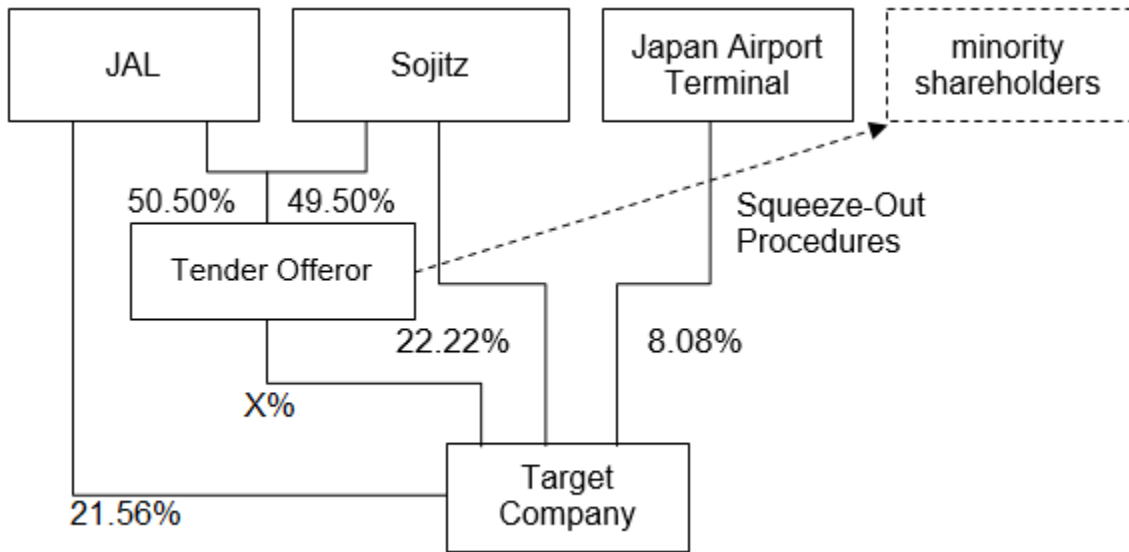 JAL
Sojitz
Japan Airport
Terminal
minority
shareholders
50.50%
49.50%
Squeeze-Out
Procedures
Tender Offeror
22.22%
8.08%
X%
Target
Company
21.56%